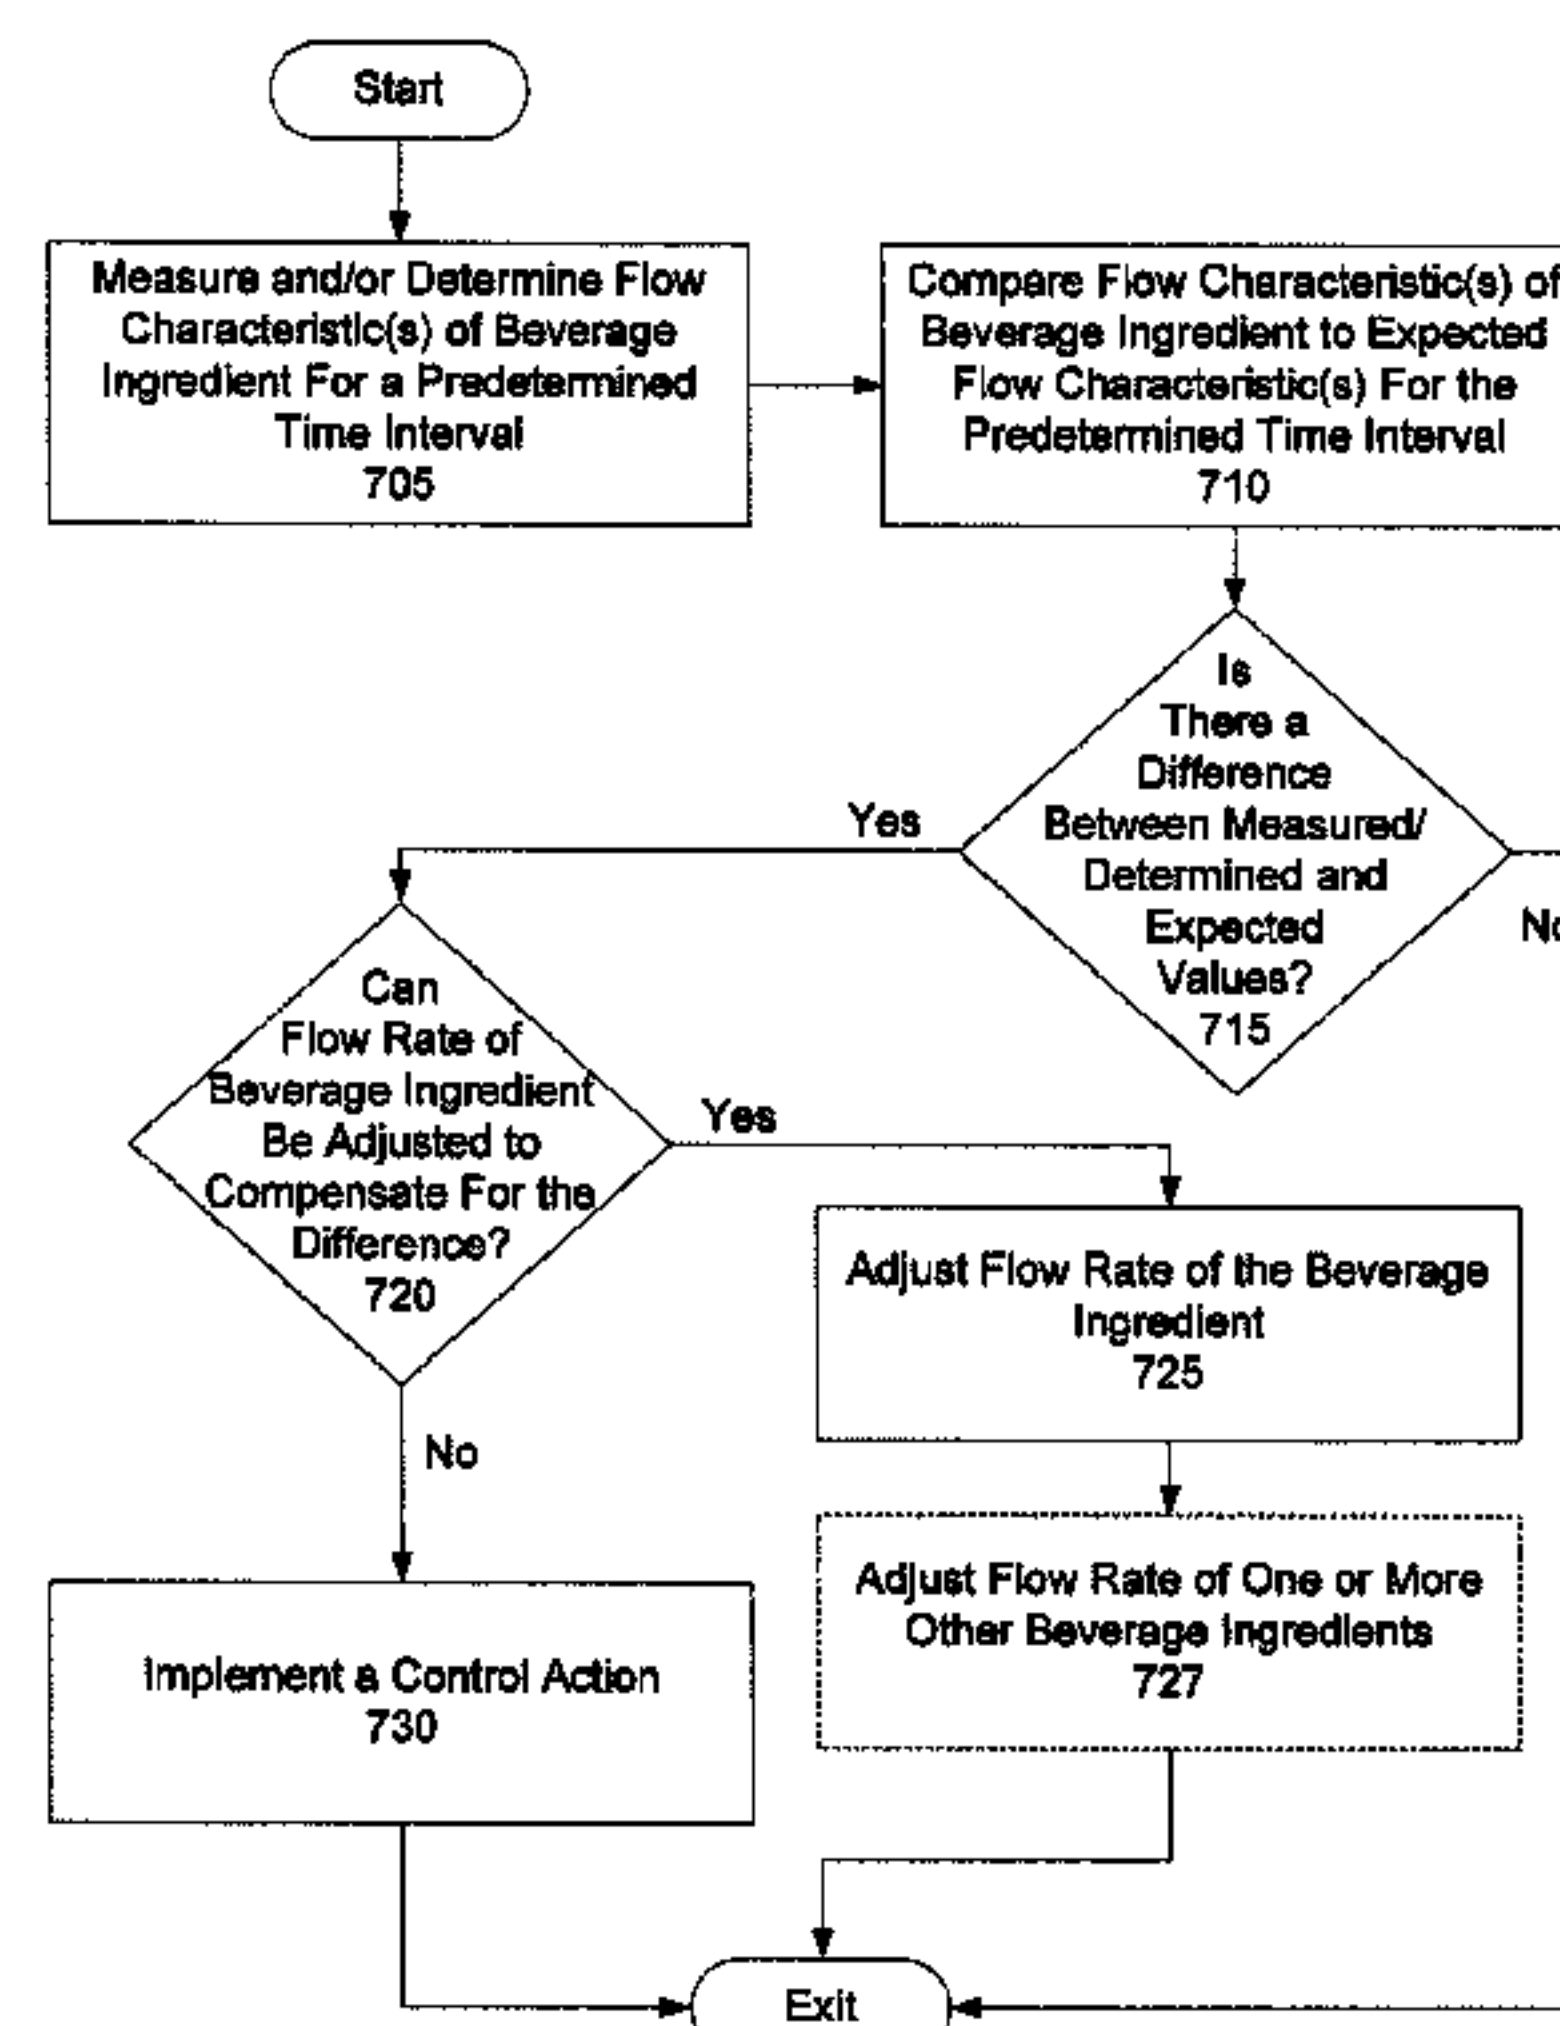 Start
Measure and/or Determine Flow
Characteristic(s) of Beverage
Ingredient For a Predetermined
Time Interval
705
Compare Flow Characteristic(s) of
Beverage Ingredient to Expected
Flow Characteristic(s) For the
Predetermined Time Interval
710
Is
There a
Difference
Between Measured/
Determined and
Expected
Values?
715
Yes
No
Can
Flow Rate of
Beverage Ingredient
Be Adjusted to
Compensate For the
Difference?
720
Yes
Adjust Flow Rate of the Beverage
Ingredient
725
No
Adjust Flow Rate of One or More
Other Beverage Ingredients
727
Implement a Control Action
730
Exit